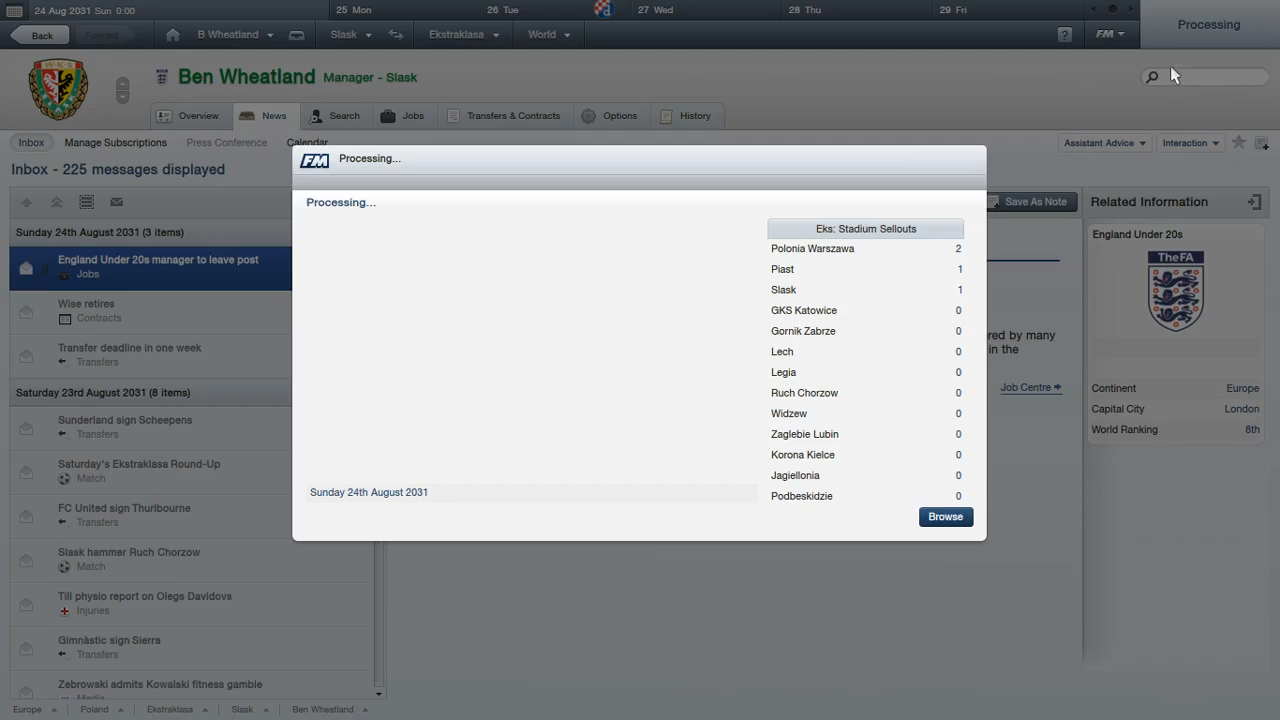 24 Aug 2031 Sun 0:00
25 Mon
26 Tue
27 Wed
28 Thu
29 Fri
Back
Forward
B Wheatland
Slask
Ekstraklasa
World
?
FM
Processing
WKS
Ben Wheatland Manager - Slask
Overview
News
Search
Jobs
Transfers & Contracts
Options
History
Inbox
Manage Subscriptions
Press Conference
Calendar
Assistant Advice
Interaction
Inbox - 225 messages displayed
Save As Note
Related Information
Sunday 24th August 2031 (3 items)
England Under 20s manager to leave post
Jobs
Wise retires
Contracts
Transfer deadline in one week
Transfers
Saturday 23rd August 2031 (8 items)
Sunderland sign Scheepens
Transfers
Saturday's Ekstraklasa Round-Up
Match
FC United sign Thurlbourne
Transfers
Slask hammer Ruch Chorzow
Match
Till physio report on Olegs Davidovs
Injuries
Gimnàstic sign Sierra
Transfers
Zebrowski admits Kowalski fitness gamble
Media
FM Processing...
Processing...
Eks: Stadium Sellouts
Polonia Warszawa 2
Piast 1
Slask 1
GKS Katowice 0
Gornik Zabrze 0
Lech 0
Legia 0
Ruch Chorzow 0
Widzew 0
Zaglebie Lubin 0
Korona Kielce 0
Jagiellonia 0
Podbeskidzie 0
Sunday 24th August 2031
Browse
red by many
in the
Job Centre
England Under 20s
The FA
Continent Europe
Capital City London
World Ranking 8th
Europe
Poland
Ekstraklasa
Slask
Ben Wheatland